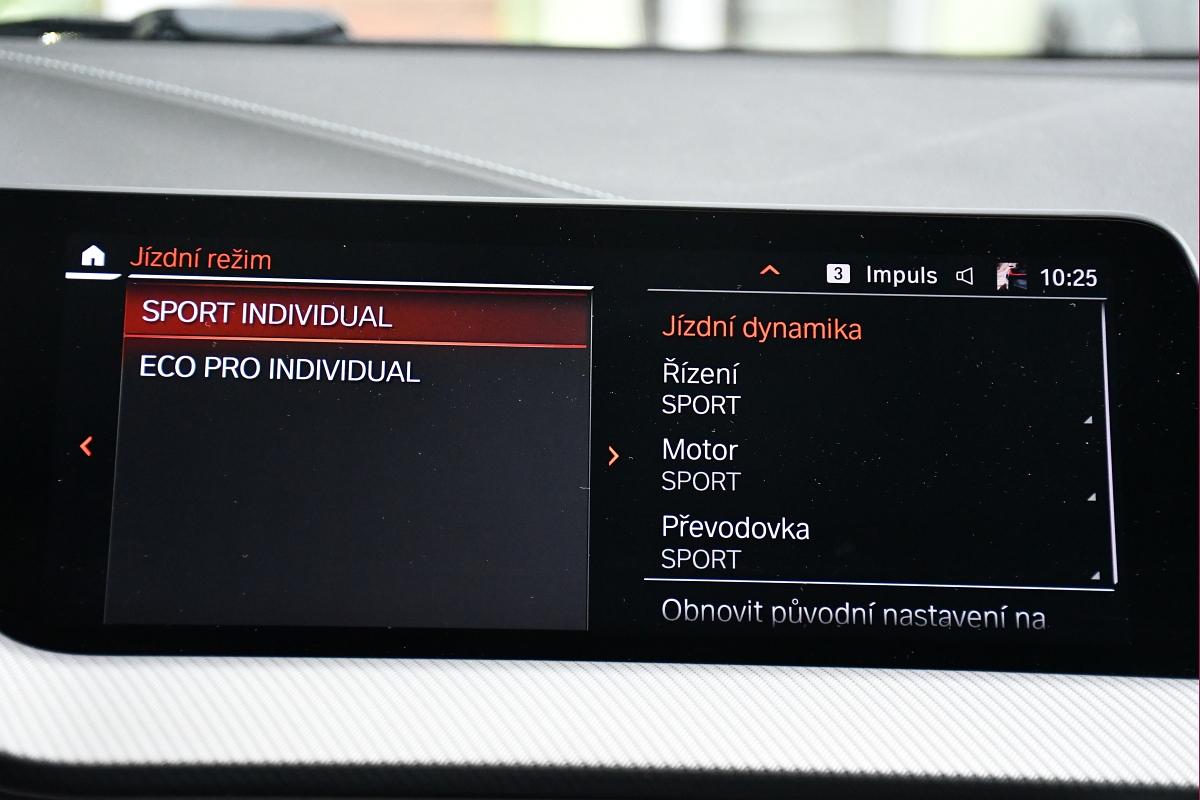 Jízdní režim
3 Impuls 10:25
SPORT INDIVIDUAL
ECO PRO INDIVIDUAL
Jízdní dynamika
Řízení
SPORT
Motor
SPORT
Převodovka
SPORT
Obnovit původní nastavení na